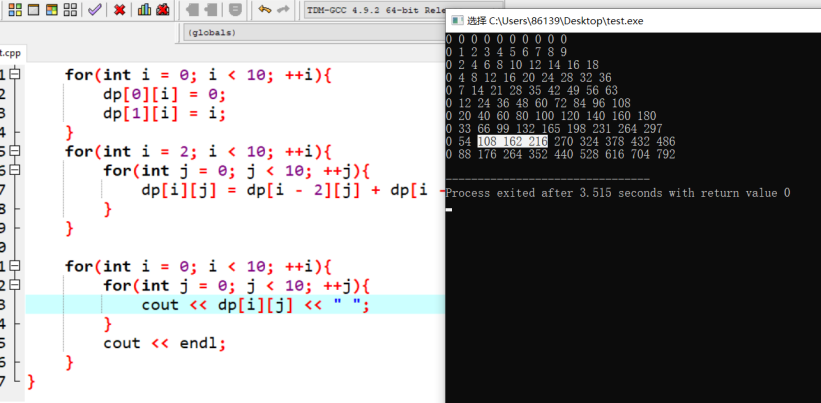 TDM-GCC 4.9.2 64-bit Rele
(globals)
t.cpp
for(int i = 0; i < 10; ++i){
dp[0][i] = 0;
dp[1][i] = i;
}
for(int i = 2; i < 10; ++i){
for(int j = 0; j < 10; ++j){
dp[i][j] = dp[i - 2][j] + dp[i -
}
}
for(int i = 0; i < 10; ++i){
for(int j = 0; j < 10; ++j){
cout << dp[i][j] << " ";
}
cout << endl;
}
}
选择 C:\Users\86139\Desktop\test.exe
0 0 0 0 0 0 0 0 0 0
0 1 2 3 4 5 6 7 8 9
0 2 4 6 8 10 12 14 16 18
0 4 8 12 16 20 24 28 32 36
0 7 14 21 28 35 42 49 56 63
0 12 24 36 48 60 72 84 96 108
0 20 40 60 80 100 120 140 160 180
0 33 66 99 132 165 198 231 264 297
0 54 108 162 216 270 324 378 432 486
0 88 176 264 352 440 528 616 704 792
--------------------------------
Process exited after 3.515 seconds with return value 0